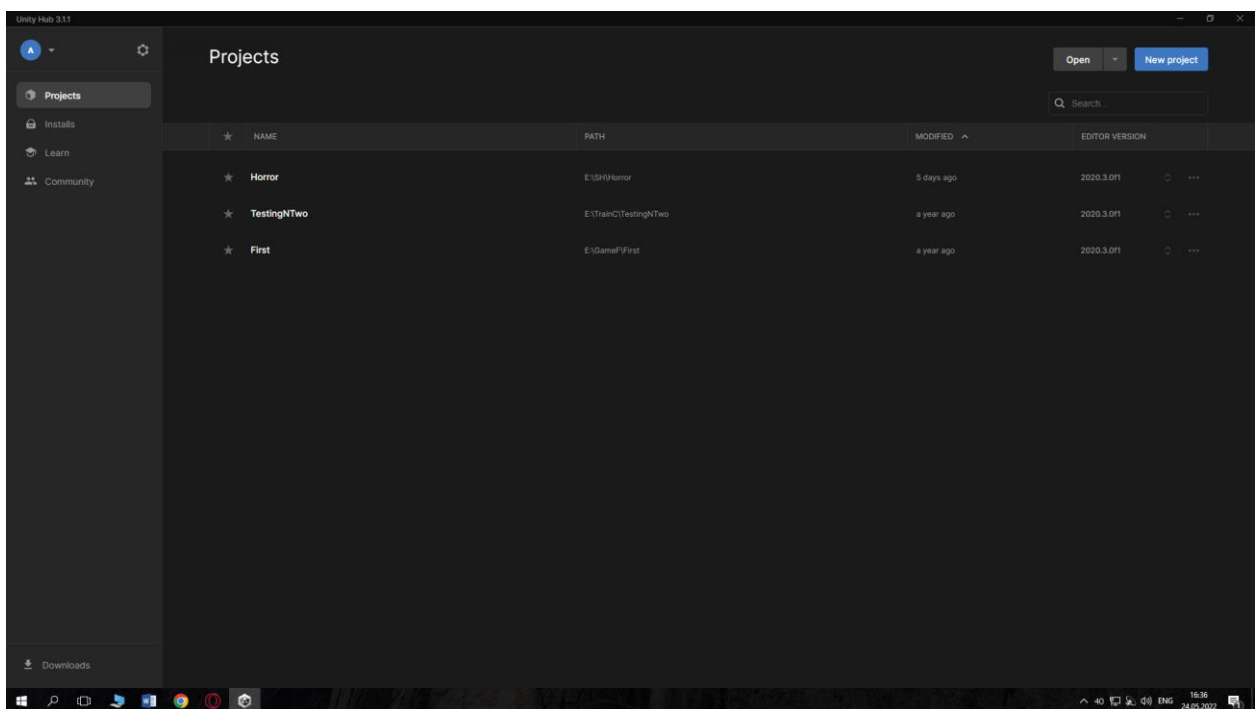 Unity Hub 3.1.1
A
Projects
Installs
Learn
Community
Downloads
Projects
Open
New project
Search...
NAME PATH MODIFIED EDITOR VERSION
Horror E:\SH\Horror 5 days ago 2020.3.0f1
TestingNTwo E:\TrainC\TestingNTwo a year ago 2020.3.0f1
First E:\GameF\First a year ago 2020.3.0f1
40 ENG 16:36
24.05.2022